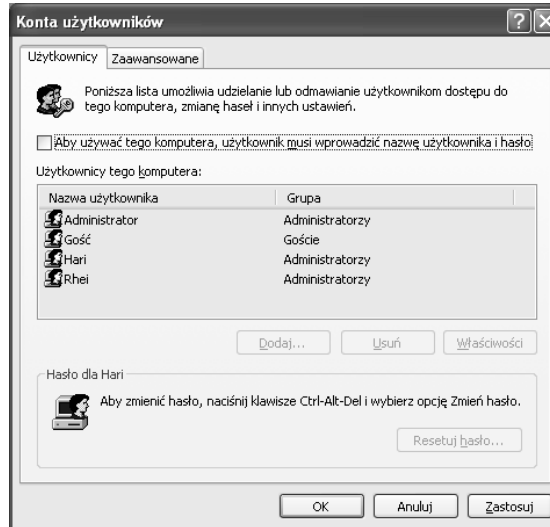 Konta użytkowników
Użytkownicy Zaawansowane
Poniższa lista umożliwia udzielanie lub odmawianie użytkownikom dostępu do
tego komputera, zmianę haseł i innych ustawień.
Aby używać tego komputera, użytkownik musi wprowadzić nazwę użytkownika i hasło
Użytkownicy tego komputera:
Nazwa użytkownika Grupa
Administrator Administratorzy
Gość Goście
Hari Administratorzy
Rhei Administratorzy
Dodaj... Usuń Właściwości
Hasło dla Hari
Aby zmienić hasło, naciśnij klawisze Ctrl-Alt-Del i wybierz opcję Zmień hasło.
Resetuj hasło...
OK Anuluj Zastosuj